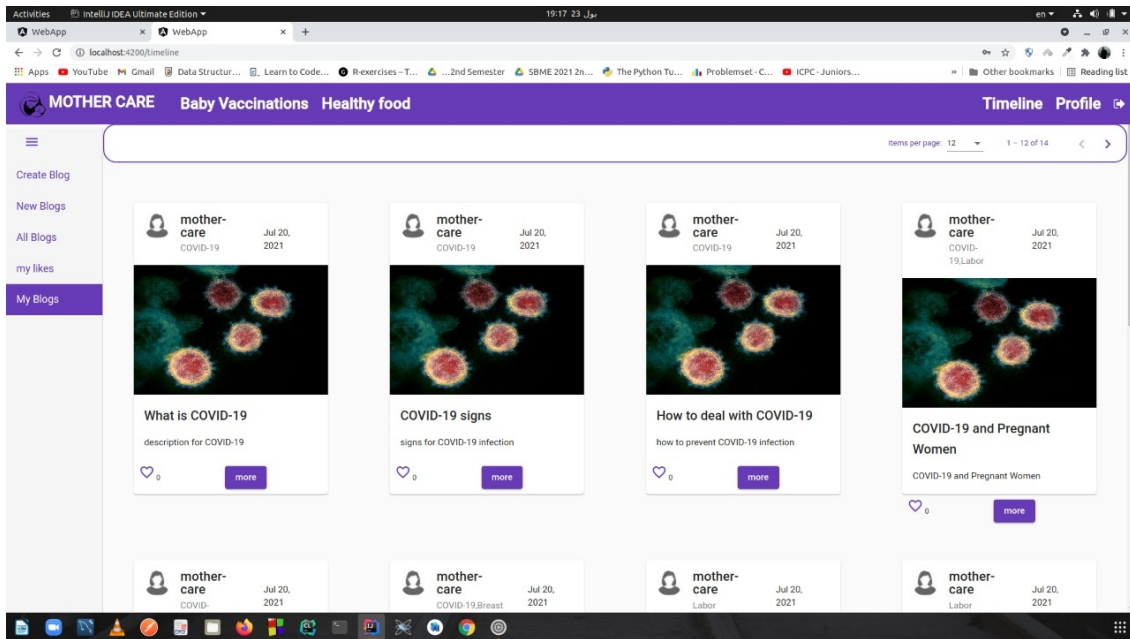 Activities IntelliJ IDEA Ultimate Edition 19:17 23 يول en
WebApp WebApp
localhost:4200/timeline
Apps YouTube Gmail Data Structur... Learn to Code... R-exercises – T... ...2nd Semester SBME 2021 2n... The Python Tu... Problemset - C... ICPC - Juniors... » Other bookmarks Reading list
MOTHER CARE Baby Vaccinations Healthy food Timeline Profile
Items per page: 12 1 – 12 of 14
Create Blog
New Blogs
All Blogs
my likes
My Blogs
mother-
care
COVID-19
Jul 20,
2021
What is COVID-19
description for COVID-19
0 more
mother-
care
COVID-19
Jul 20,
2021
COVID-19 signs
signs for COVID-19 infection
0 more
mother-
care
COVID-19
Jul 20,
2021
How to deal with COVID-19
how to prevent COVID-19 infection
0 more
mother-
care
COVID-
19,Labor
Jul 20,
2021
COVID-19 and Pregnant
Women
COVID-19 and Pregnant Women
0 more
mother-
care
COVID-
Jul 20,
2021
mother-
care
COVID-19,Breast
Jul 20,
2021
mother-
care
Labor
Jul 20,
2021
mother-
care
Labor
Jul 20,
2021